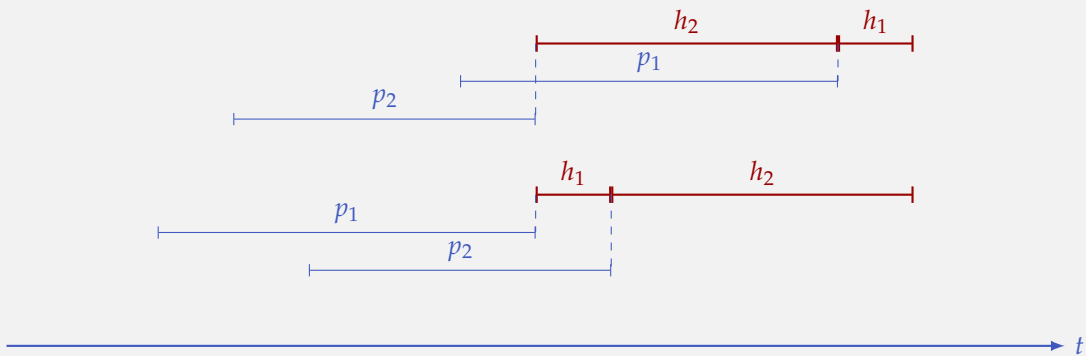 h₂ h₁
p₁
p₂
h₁ h₂
p₁
p₂
t